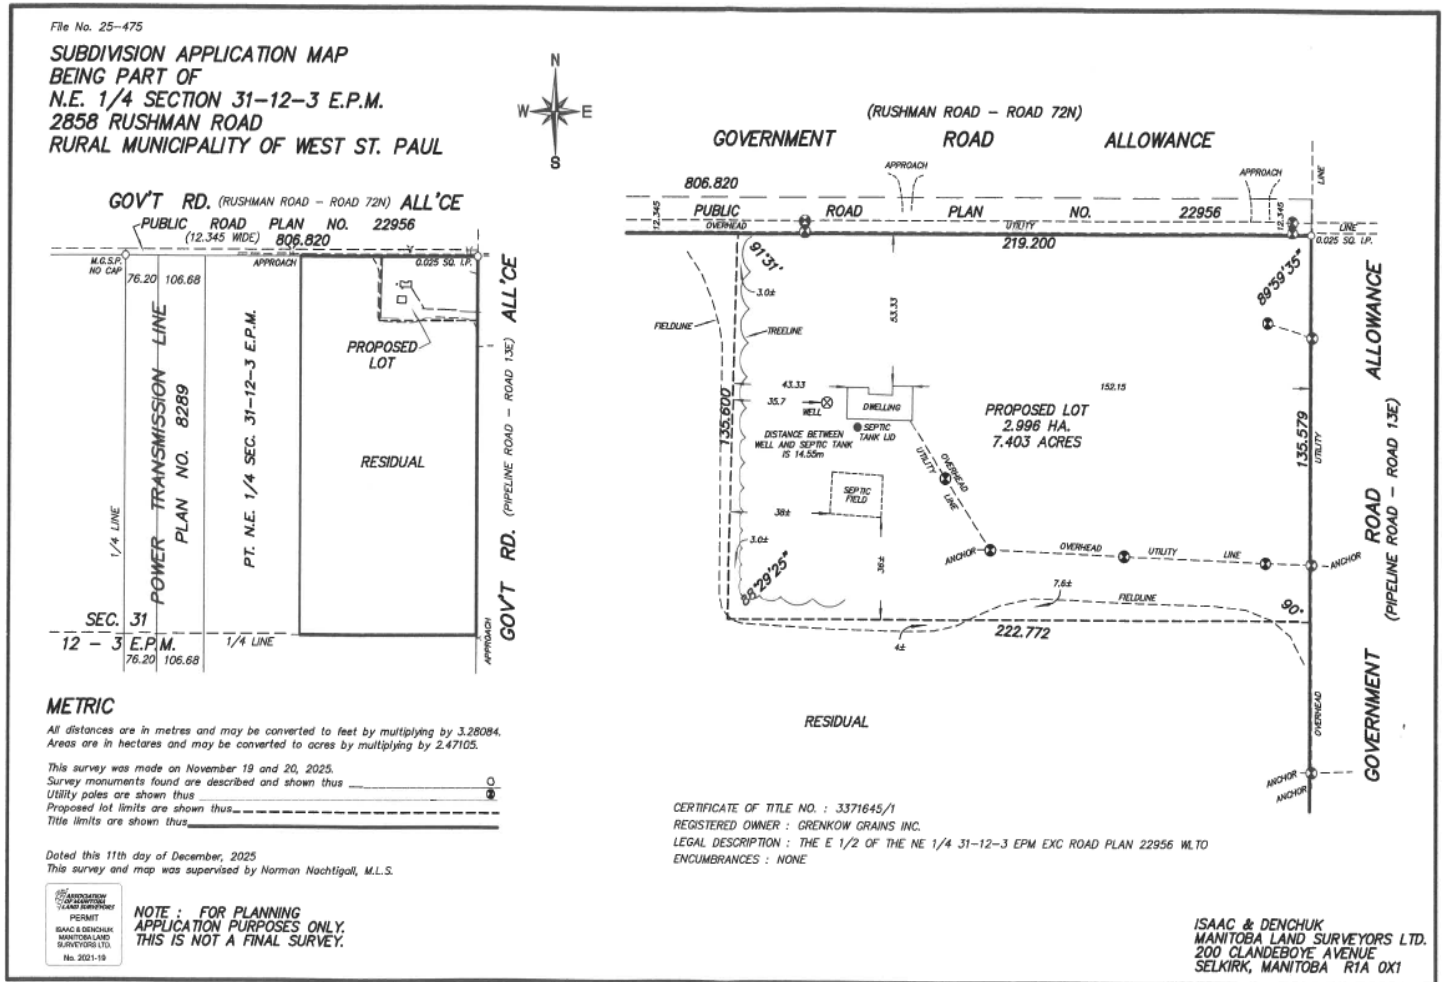 File No. 25-475
SUBDIVISION APPLICATION MAP
BEING PART OF
N.E. 1/4 SECTION 31-12-3 E.P.M.
2858 RUSHMAN ROAD
RURAL MUNICIPALITY OF WEST ST. PAUL
N
W E
S
GOV'T RD. (RUSHMAN ROAD - ROAD 72N) ALL'CE
PUBLIC ROAD PLAN NO. 22956
(12.345 WIDE) 806.820
M.G.S.P.
NO CAP
APPROACH
0.025 SQ. I.P.
76.20 106.68
1/4 LINE
POWER TRANSMISSION LINE
PLAN NO. 8289
PT. N.E. 1/4 SEC. 31-12-3 E.P.M.
PROPOSED
LOT
RESIDUAL
GOV'T RD. (PIPELINE ROAD - ROAD 13E) ALL'CE
APPROACH
SEC. 31
12 - 3 E.P.M.
1/4 LINE
76.20 106.68
(RUSHMAN ROAD - ROAD 72N)
GOVERNMENT ROAD ALLOWANCE
LINE
APPROACH
APPROACH
806.820
12.345
12.345
PUBLIC ROAD PLAN NO. 22956
OVERHEAD UTILITY LINE
219.200
0.025 SQ. I.P.
91°31'
89°59'35"
3.0±
FIELDLINE
TREELINE
53.33
43.33
152.15
35.7
WELL
DWELLING
SEPTIC
TANK LID
DISTANCE BETWEEN
WELL AND SEPTIC TANK
IS 14.55m
PROPOSED LOT
2.996 HA.
7.403 ACRES
135.600
135.579
UTILITY
UTILITY OVERHEAD
LINE
SEPTIC
FIELD
38±
36±
3.0±
88°29'25"
ANCHOR
OVERHEAD UTILITY LINE
ANCHOR
7.6±
FIELDLINE
90°
4±
222.772
RESIDUAL
OVERHEAD
ANCHOR
ANCHOR
GOVERNMENT ROAD ALLOWANCE
(PIPELINE ROAD - ROAD 13E)
METRIC
All distances are in metres and may be converted to feet by multiplying by 3.28084.
Areas are in hectares and may be converted to acres by multiplying by 2.47105.
This survey was made on November 19 and 20, 2025.
Survey monuments found are described and shown thus
Utility poles are shown thus
Proposed lot limits are shown thus
Title limits are shown thus
Dated this 11th day of December, 2025
This survey and map was supervised by Norman Nachtigall, M.L.S.
ASSOCIATION
OF MANITOBA
LAND SURVEYORS
PERMIT
ISAAC & DENCHUK
MANITOBA LAND
SURVEYORS LTD.
No. 2021-19
NOTE : FOR PLANNING
APPLICATION PURPOSES ONLY.
THIS IS NOT A FINAL SURVEY.
CERTIFICATE OF TITLE NO. : 3371645/1
REGISTERED OWNER : GRENKOW GRAINS INC.
LEGAL DESCRIPTION : THE E 1/2 OF THE NE 1/4 31-12-3 EPM EXC ROAD PLAN 22956 WLTO
ENCUMBRANCES : NONE
ISAAC & DENCHUK
MANITOBA LAND SURVEYORS LTD.
200 CLANDEBOYE AVENUE
SELKIRK, MANITOBA R1A 0X1